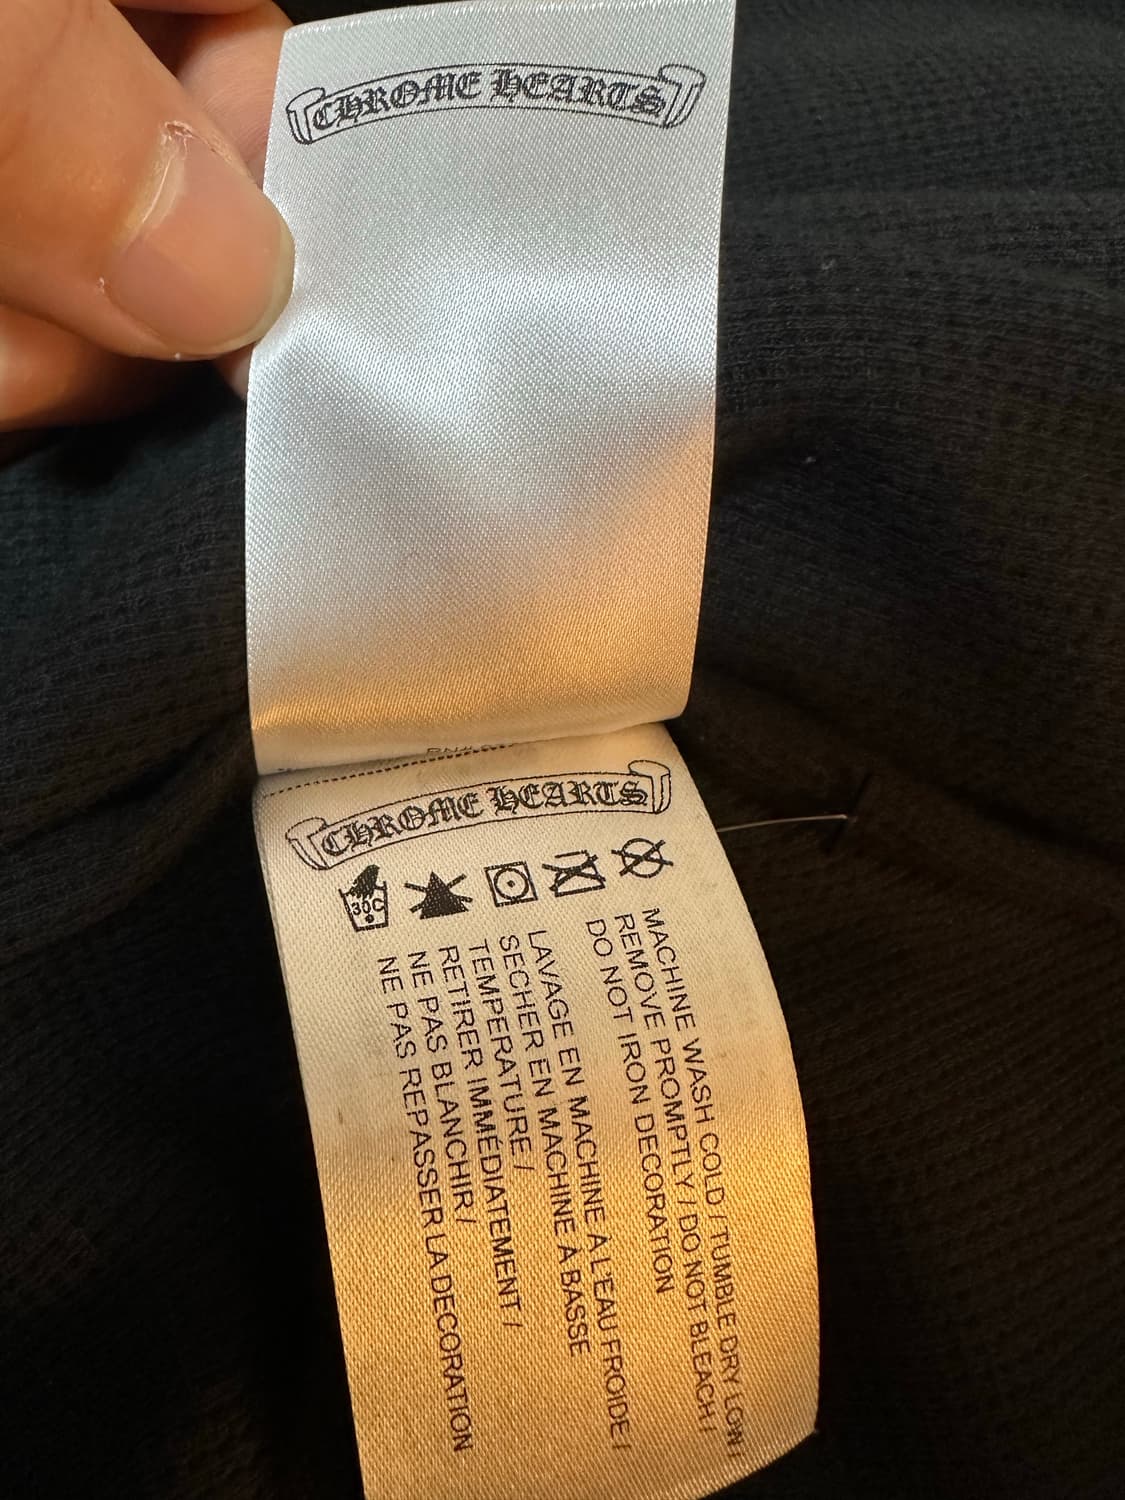 CHROME HEARTS
CHROME HEARTS
30C
MACHINE WASH COLD / TUMBLE DRY LOW /
REMOVE PROMPTLY / DO NOT BLEACH /
DO NOT IRON DECORATION
LAVAGE EN MACHINE A L'EAU FROIDE /
SECHER EN MACHINE À BASSE
TEMPERATURE /
RETIRER IMMÉDIATEMENT /
NE PAS BLANCHIR /
NE PAS REPASSER LA DECORATION